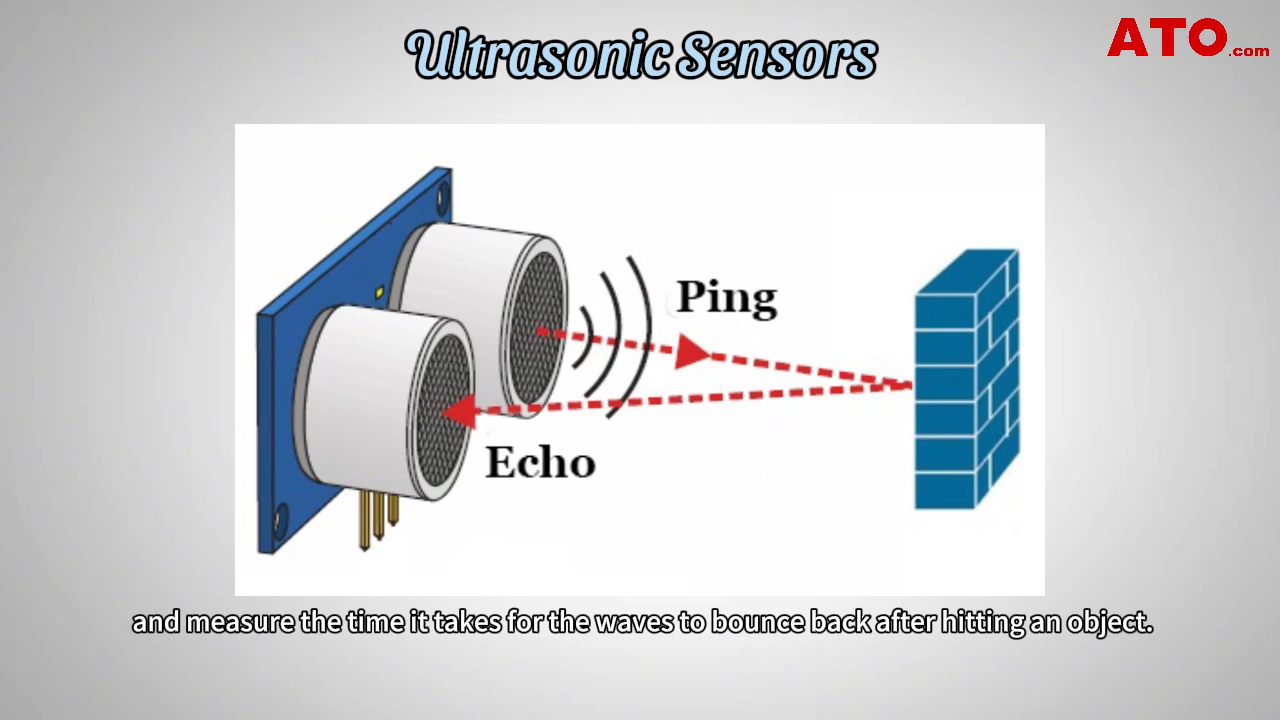 Ultrasonic Sensors
ATO.com
Ping
Echo
and measure the time it takes for the waves to bounce back after hitting an object.